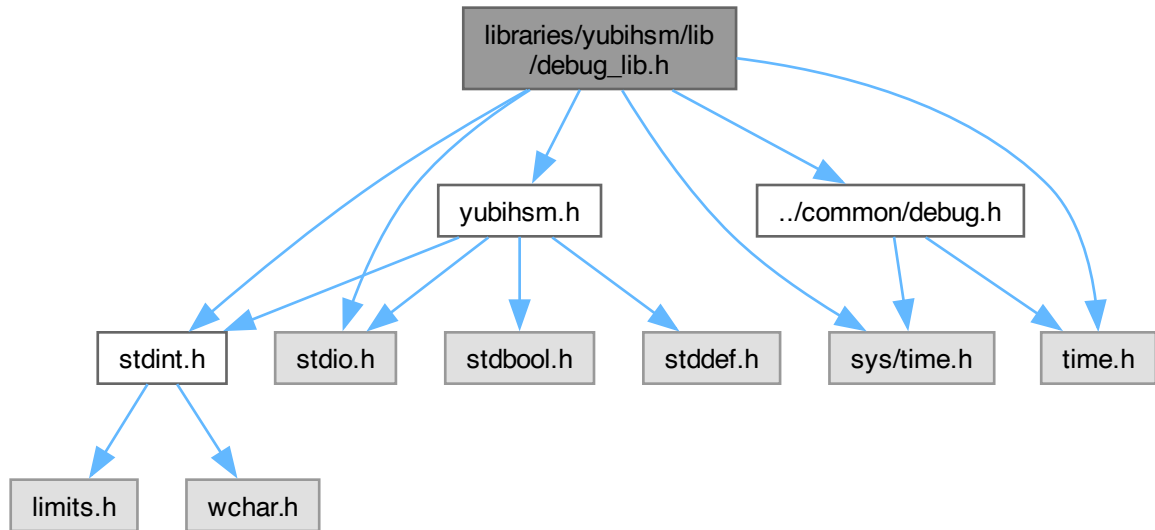 libraries/yubihsm/lib
/debug_lib.h
yubihsm.h
../common/debug.h
stdint.h
stdio.h
stdbool.h
stddef.h
sys/time.h
time.h
limits.h
wchar.h